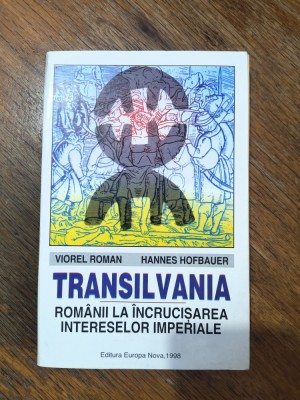 VIOREL ROMAN HANNES HOFBAUER
TRANSILVANIA
ROMÂNII LA ÎNCRUCIȘAREA
INTERESELOR IMPERIALE
Editura Europa Nova, 1998